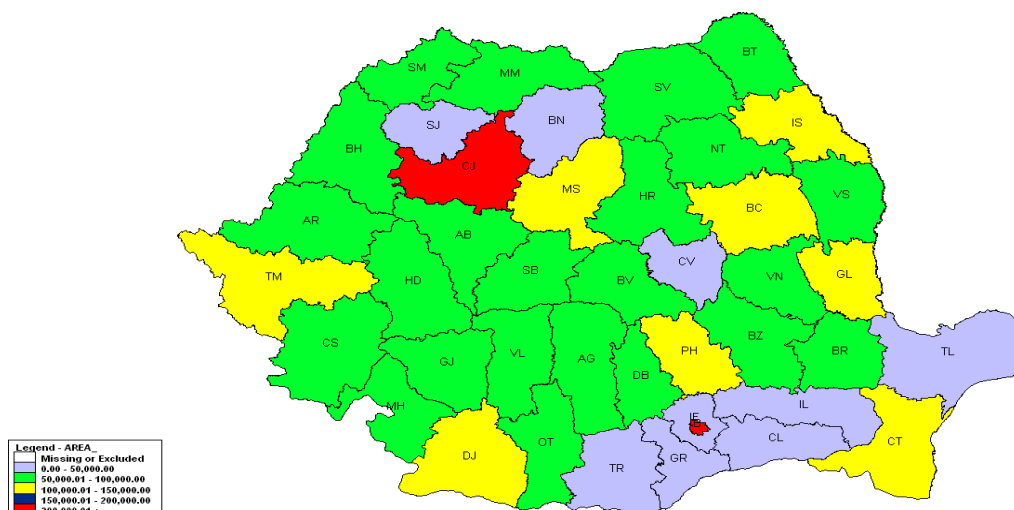 BT
SM
MM
SV
IS
SJ
BN
BH
NT
CJ
MS
HR
VS
BC
AR
AB
CV
TM
HD
SB
BV
VN
GL
CS
GJ
VL
AG
PH
BZ
BR
TL
DB
MH
IL
CT
OT
CL
DJ
TR
GR
Legend - AREA_
Missing or Excluded
0.00 - 50,000.00
50,000.01 - 100,000.00
100,000.01 - 150,000.00
150,000.01 - 200,000.00